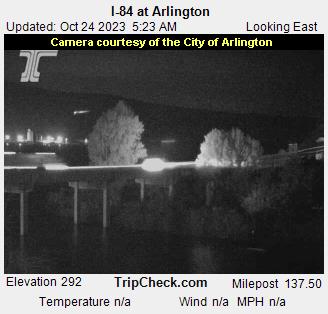 I-84 at Arlington
Updated: Oct 24 2023 5:23 AM Looking East
Camera courtesy of the City of Arlington
Elevation 292 TripCheck.com Milepost 137.50
Temperature n/a Wind n/a MPH n/a